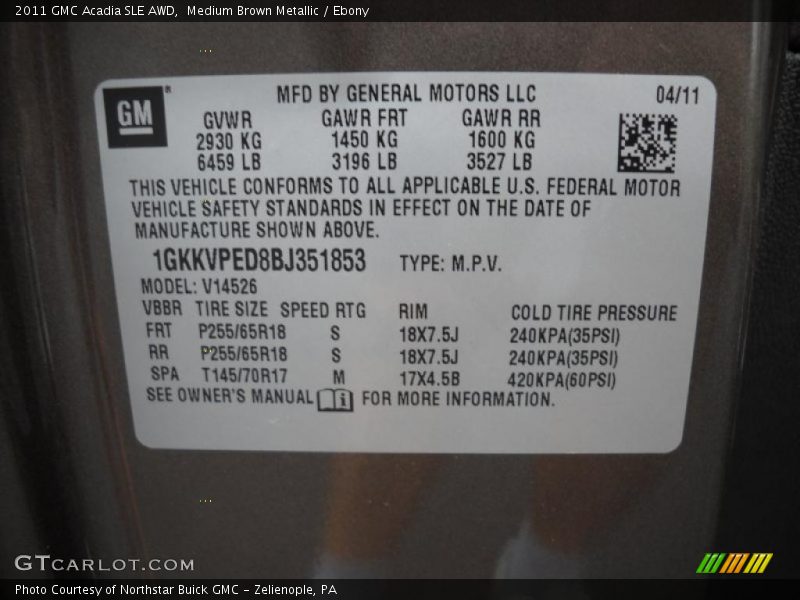 2011 GMC Acadia SLE AWD, Medium Brown Metallic / Ebony
GM ®
MFD BY GENERAL MOTORS LLC 04/11
GVWR GAWR FRT GAWR RR
2930 KG 1450 KG 1600 KG
6459 LB 3196 LB 3527 LB
THIS VEHICLE CONFORMS TO ALL APPLICABLE U.S. FEDERAL MOTOR
VEHICLE SAFETY STANDARDS IN EFFECT ON THE DATE OF
MANUFACTURE SHOWN ABOVE.
1GKKVPED8BJ351853 TYPE: M.P.V.
MODEL: V14526
VBBR TIRE SIZE SPEED RTG RIM COLD TIRE PRESSURE
FRT P255/65R18 S 18X7.5J 240KPA(35PSI)
RR P255/65R18 S 18X7.5J 240KPA(35PSI)
SPA T145/70R17 M 17X4.5B 420KPA(60PSI)
SEE OWNER'S MANUAL i FOR MORE INFORMATION.
GTCARLOT.COM
Photo Courtesy of Northstar Buick GMC - Zelienople, PA